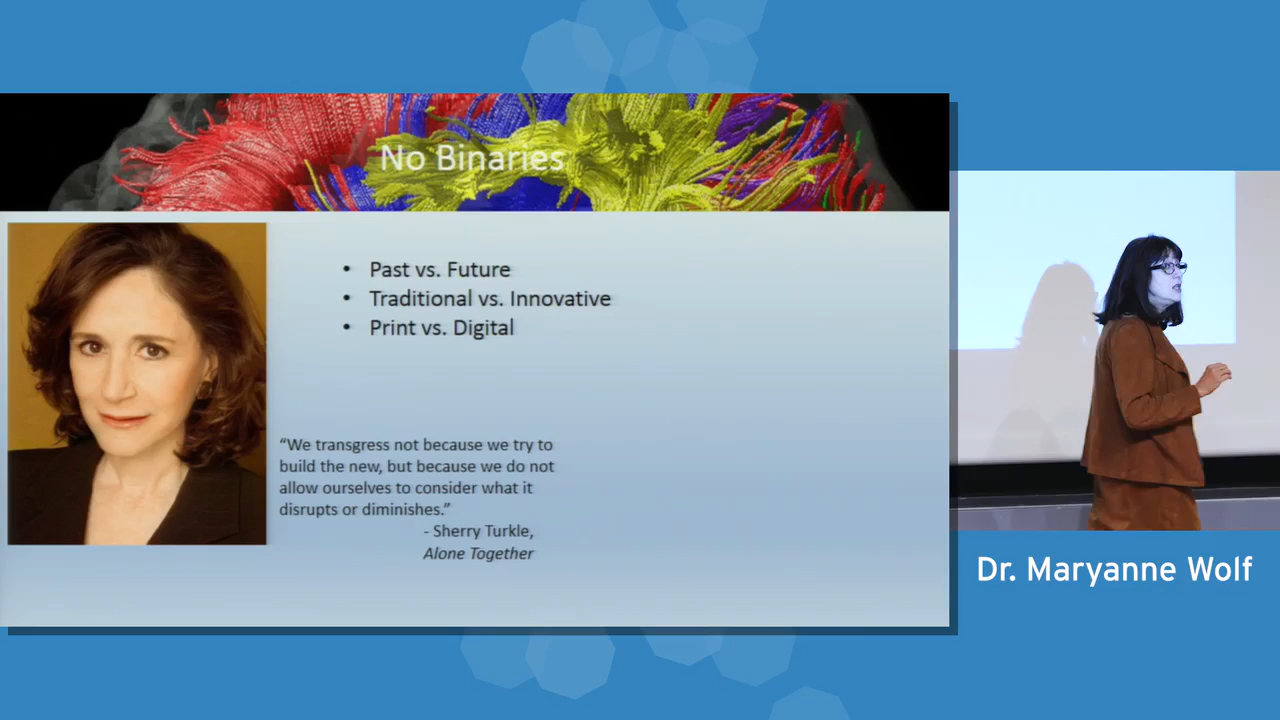 No Binaries
• Past vs. Future
• Traditional vs. Innovative
• Print vs. Digital
“We transgress not because we try to
build the new, but because we do not
allow ourselves to consider what it
disrupts or diminishes.”
- Sherry Turkle,
Alone Together
Dr. Maryanne Wolf